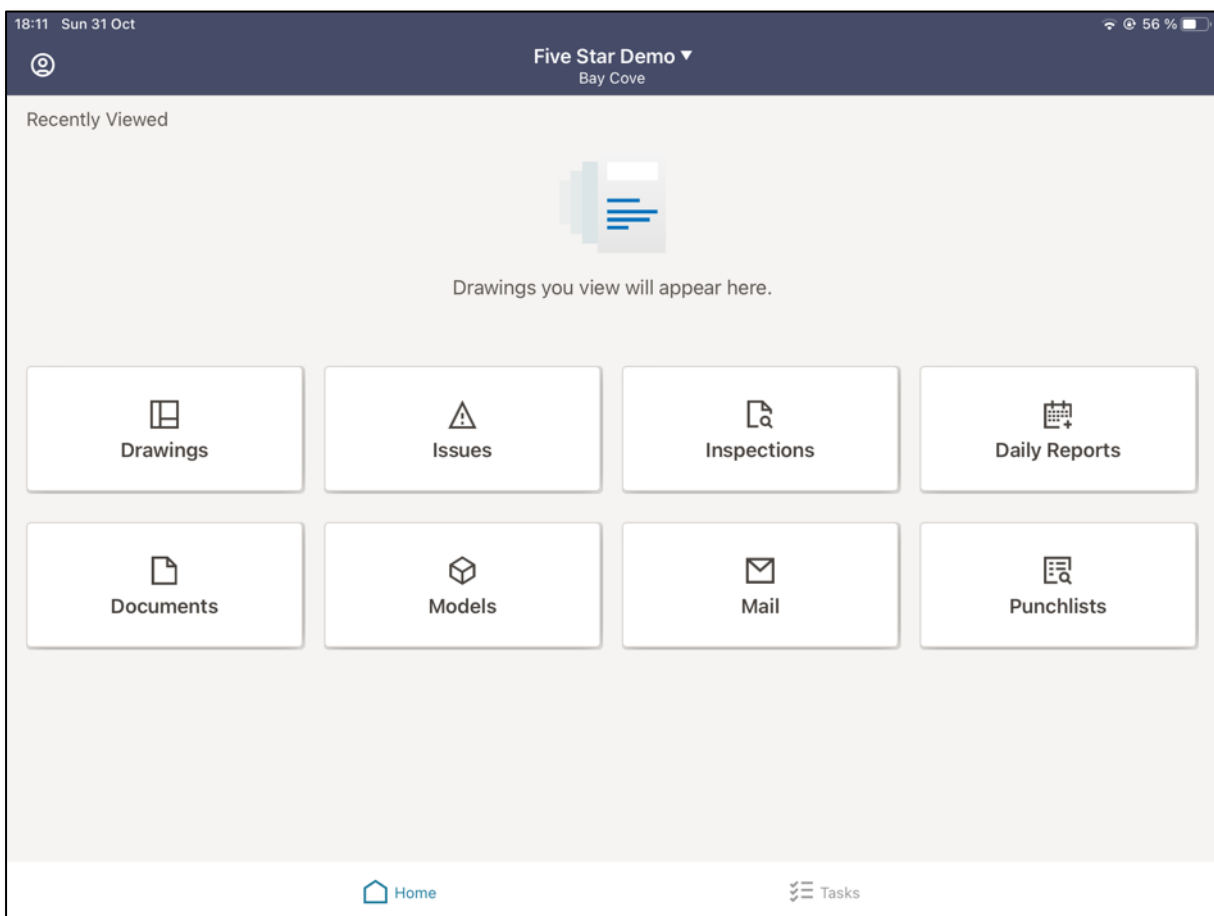 18:11 Sun 31 Oct 56 %
Five Star Demo
Bay Cove
Recently Viewed
Drawings you view will appear here.
Drawings Issues Inspections Daily Reports
Documents Models Mail Punchlists
Home Tasks